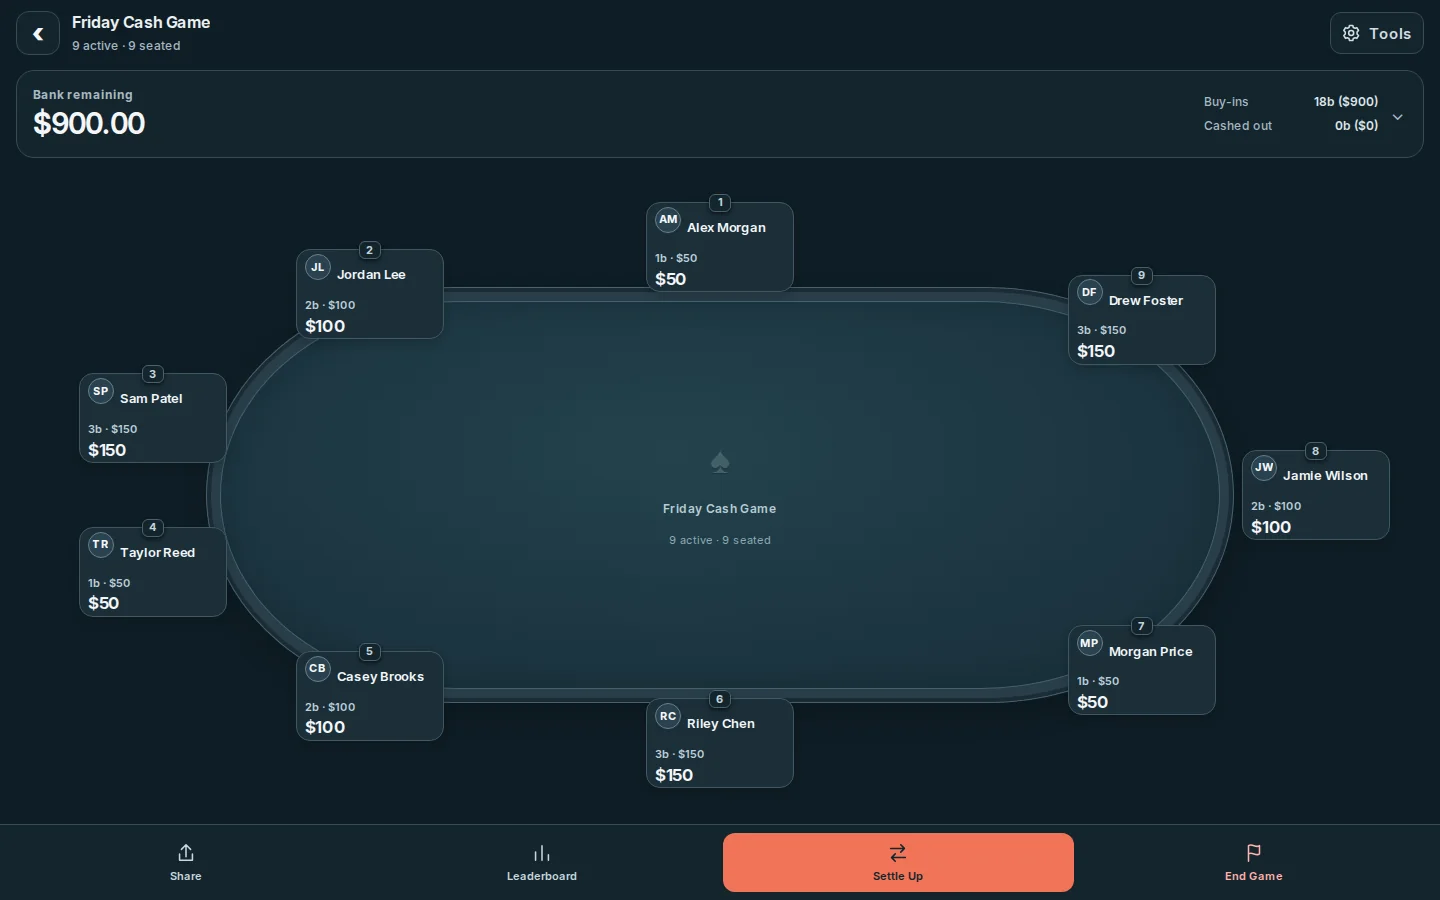 Friday Cash Game
9 active · 9 seated
Tools
Bank remaining
$900.00
Buy-ins 18b ($900)
Cashed out 0b ($0)
1
AM Alex Morgan
1b · $50
$50
2
JL Jordan Lee
2b · $100
$100
9
DF Drew Foster
3b · $150
$150
3
SP Sam Patel
3b · $150
$150
8
JW Jamie Wilson
2b · $100
$100
Friday Cash Game
9 active · 9 seated
4
TR Taylor Reed
1b · $50
$50
5
CB Casey Brooks
2b · $100
$100
6
RC Riley Chen
3b · $150
$150
7
MP Morgan Price
1b · $50
$50
Share
Leaderboard
Settle Up
End Game